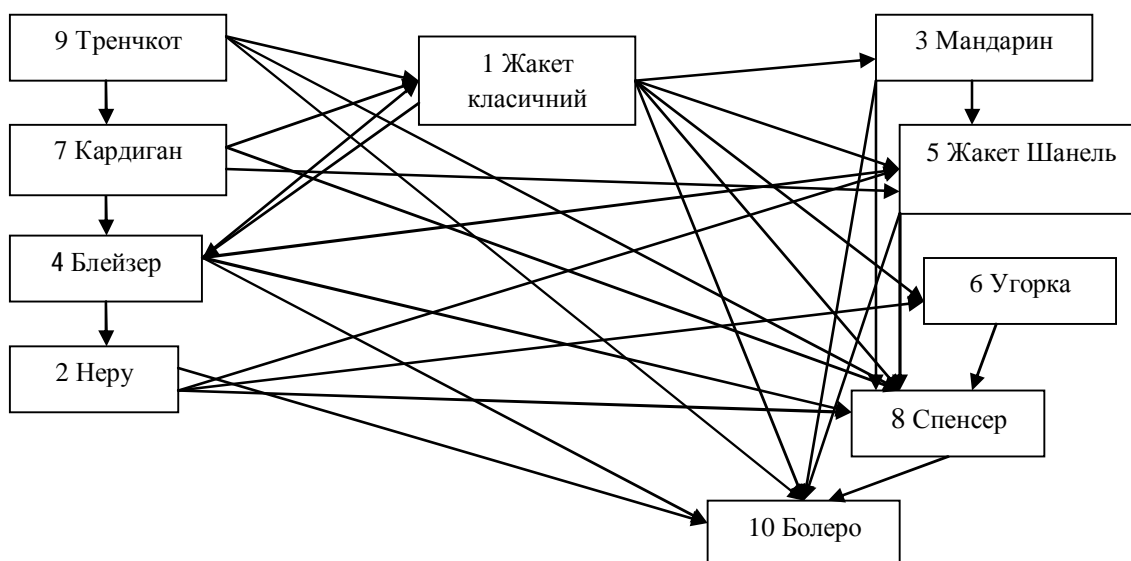 9 Тренчкот
1 Жакет
класичний
3 Мандарин
7 Кардиган
5 Жакет Шанель
4 Блейзер
6 Угорка
2 Неру
8 Спенсер
10 Болеро